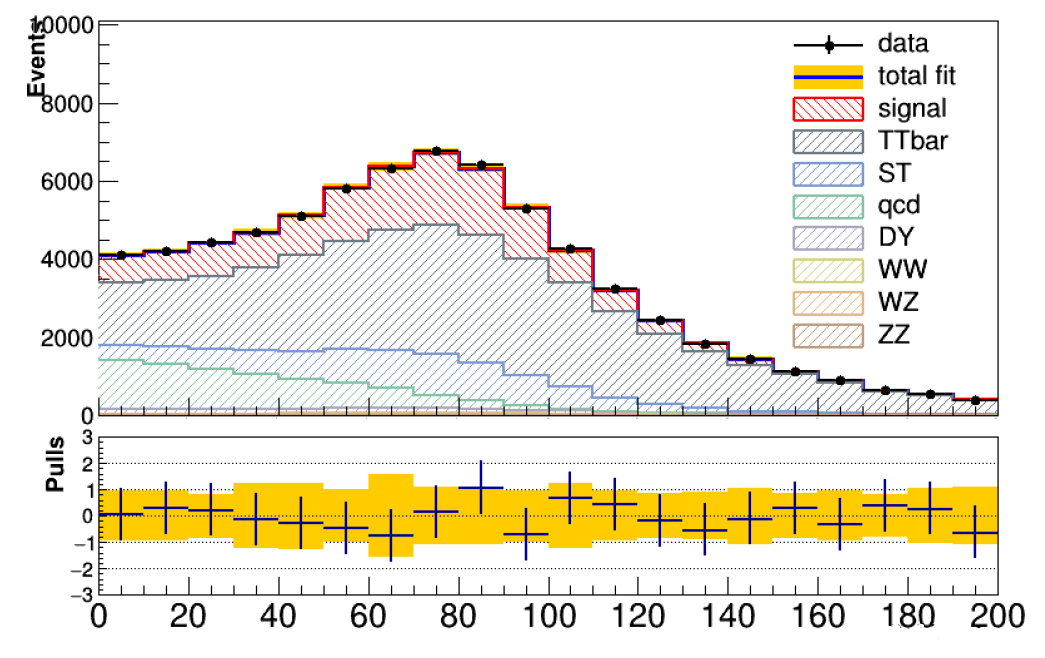 10000
8000
6000
4000
2000
0
Events
data
total fit
signal
TTbar
ST
qcd
DY
WW
WZ
ZZ
Pulls
3
2
1
0
−1
−2
−3
0 20 40 60 80 100 120 140 160 180 200